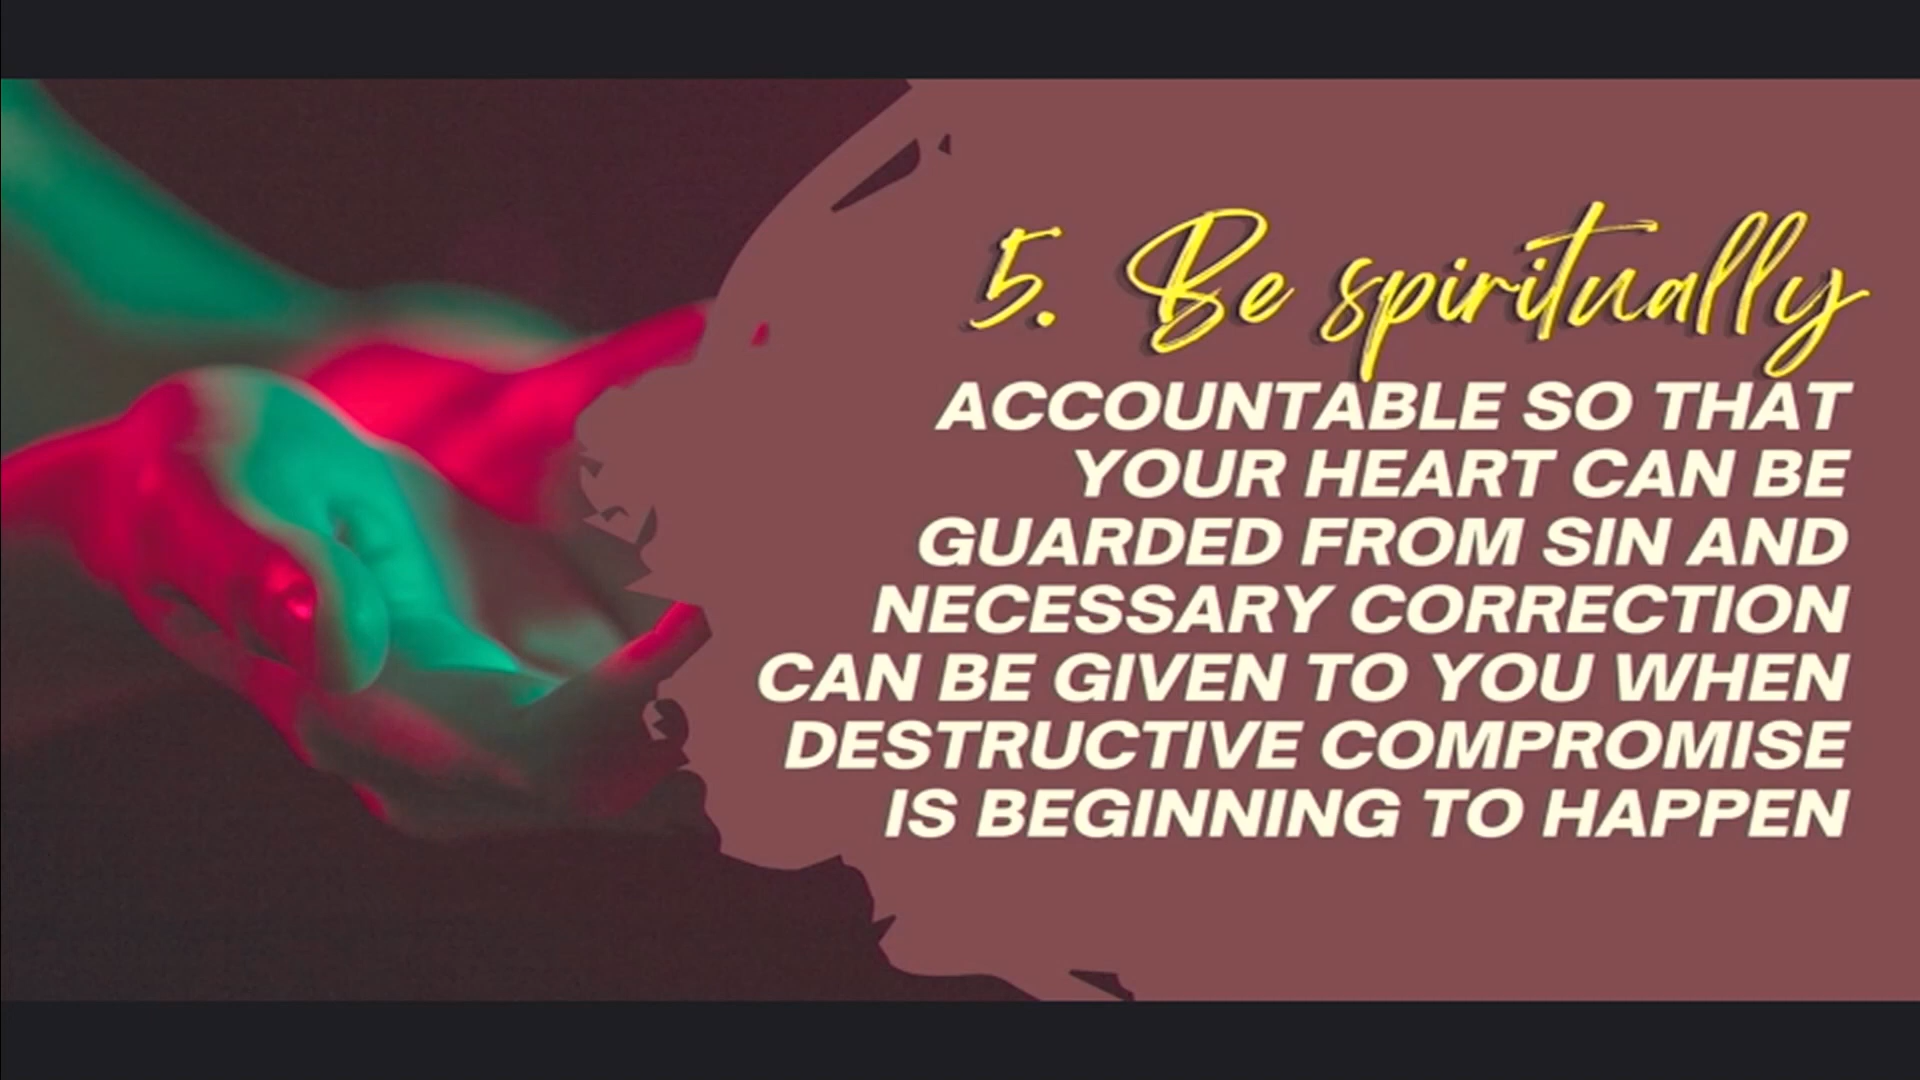 5. Be spiritually
ACCOUNTABLE SO THAT
YOUR HEART CAN BE
GUARDED FROM SIN AND
NECESSARY CORRECTION
CAN BE GIVEN TO YOU WHEN
DESTRUCTIVE COMPROMISE
IS BEGINNING TO HAPPEN